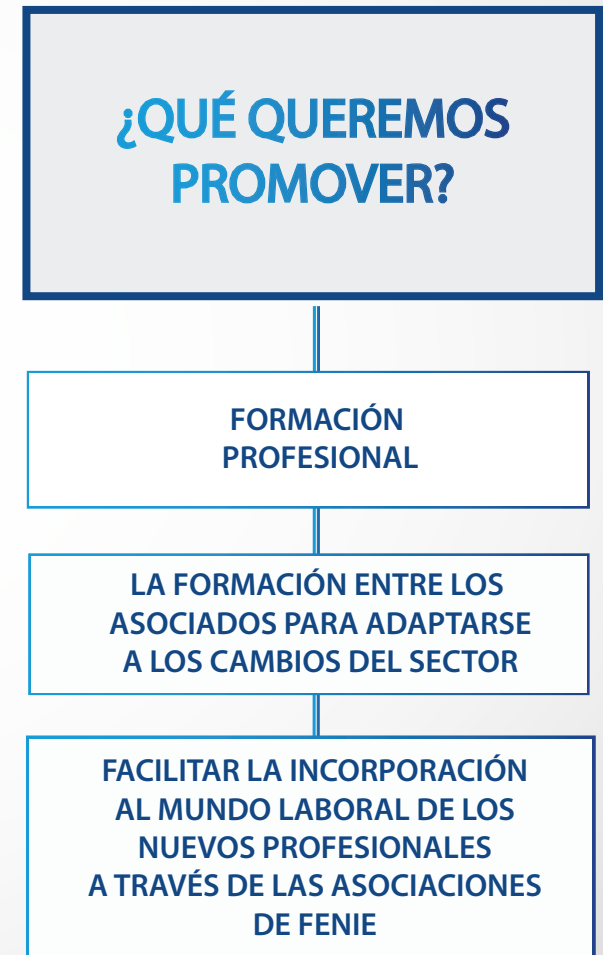 ¿QUÉ QUEREMOS
PROMOVER?
FORMACIÓN
PROFESIONAL
LA FORMACIÓN ENTRE LOS
ASOCIADOS PARA ADAPTARSE
A LOS CAMBIOS DEL SECTOR
FACILITAR LA INCORPORACIÓN
AL MUNDO LABORAL DE LOS
NUEVOS PROFESIONALES
A TRAVÉS DE LAS ASOCIACIONES
DE FENIE